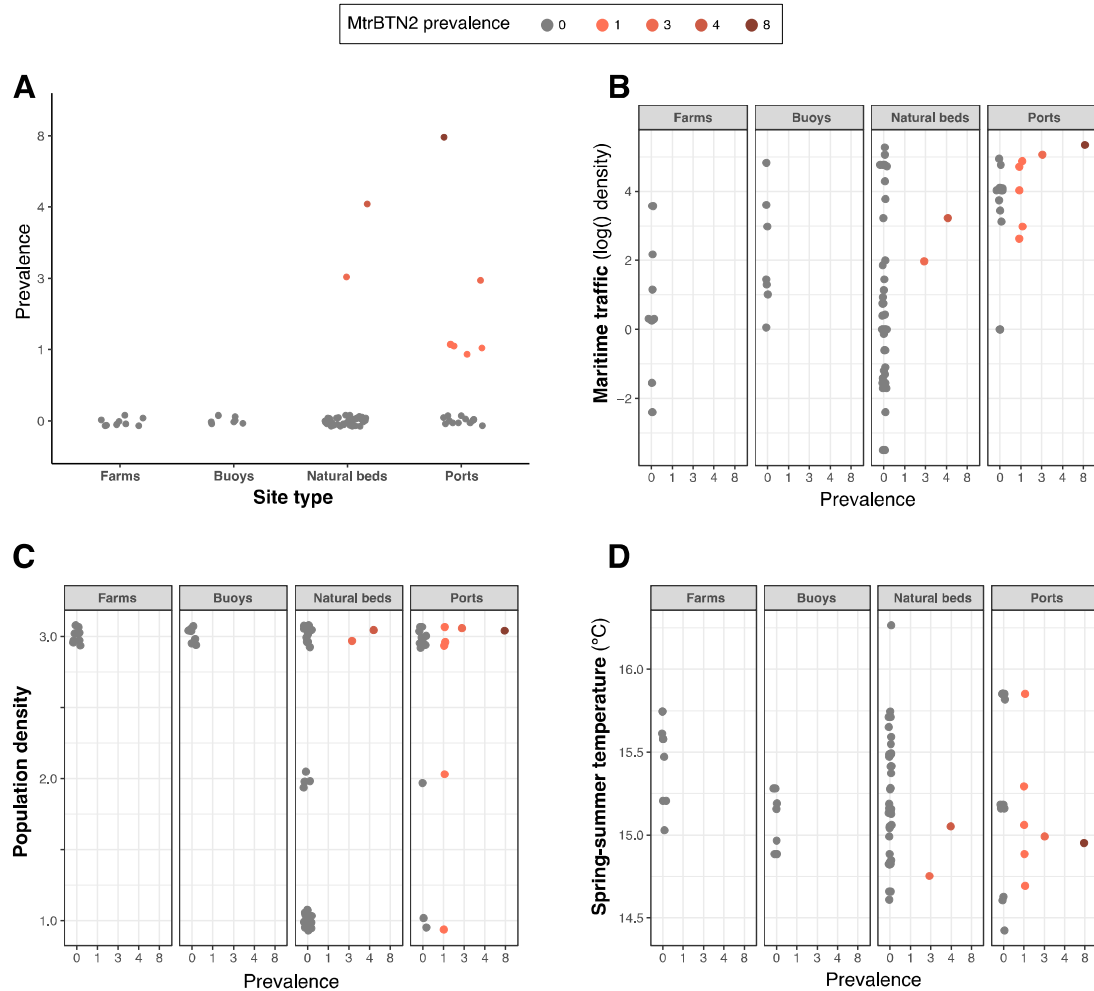 MtrBTN2 prevalence 0 1 3 4 8
A
Prevalence
8
4
3
1
0
Farms Buoys Natural beds Ports
Site type
B
Farms Buoys Natural beds Ports
Maritime traffic (log() density)
4
2
0
−2
0 1 3 4 8 0 1 3 4 8 0 1 3 4 8 0 1 3 4 8
Prevalence
C
Farms Buoys Natural beds Ports
Population density
3,0
2.0
1.0
0 1 3 4 8 0 1 3 4 8 0 1 3 4 8 0 1 3 4 8
Prevalence
D
Farms Buoys Natural beds Ports
Spring-summer temperature (°C)
16.0
15.5
15.0
14.5
0 1 3 4 8 0 1 3 4 8 0 1 3 4 8 0 1 3 4 8
Prevalence